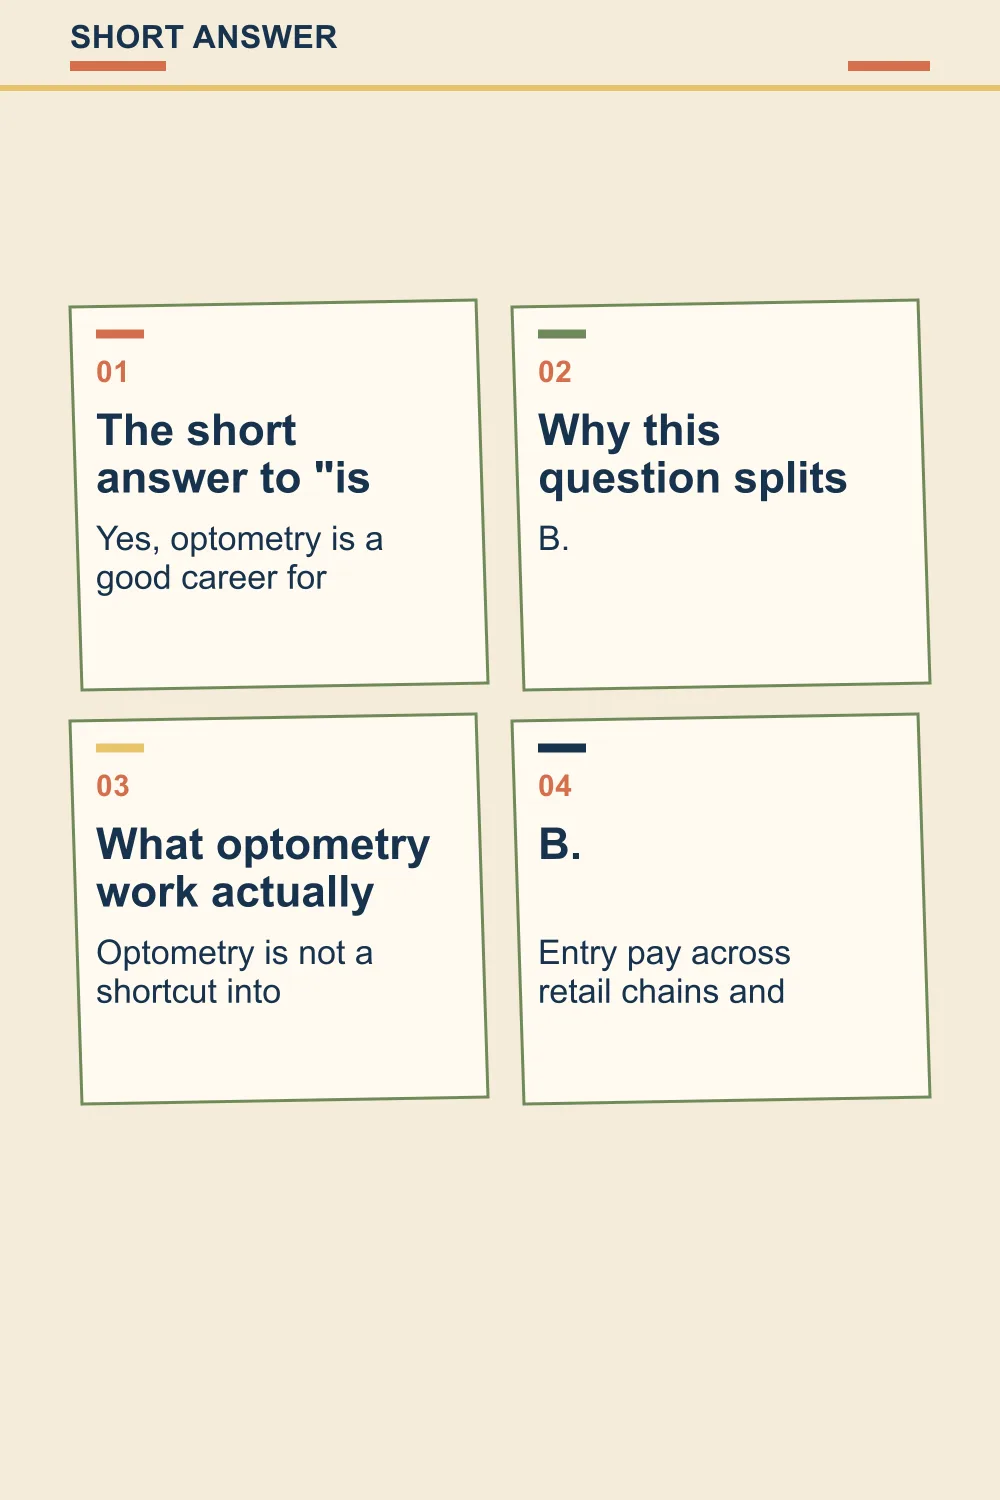 SHORT ANSWER
01
The short
answer to "is
Yes, optometry is a
good career for
02
Why this
question splits
B.
03
What optometry
work actually
Optometry is not a
shortcut into
04
B.
Entry pay across
retail chains and